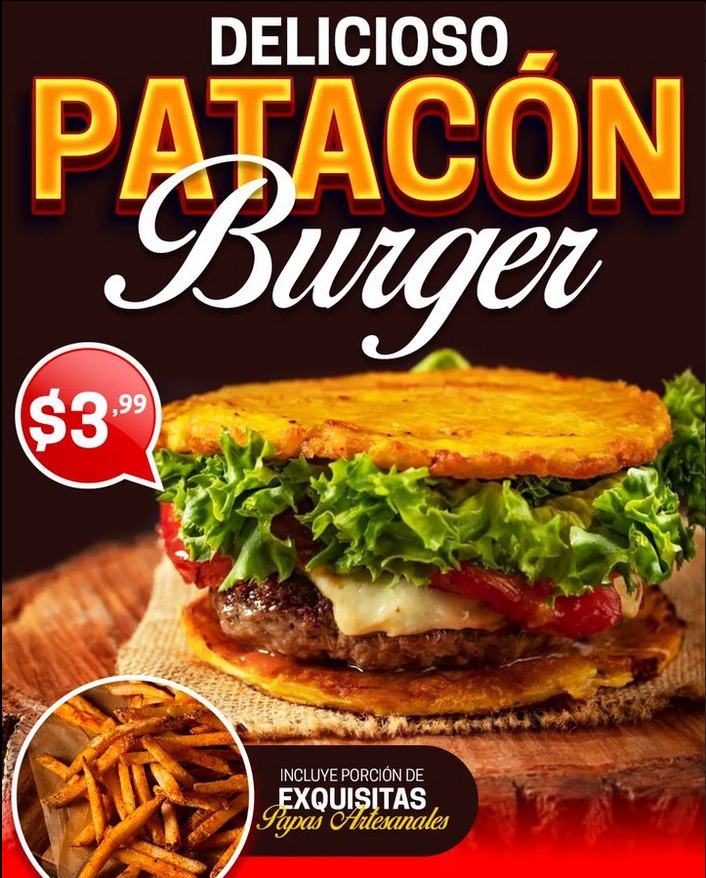 DELICIOSO
PATACÓN
Burger
$3,99
INCLUYE PORCIÓN DE
EXQUISITAS
Papas Artesanales